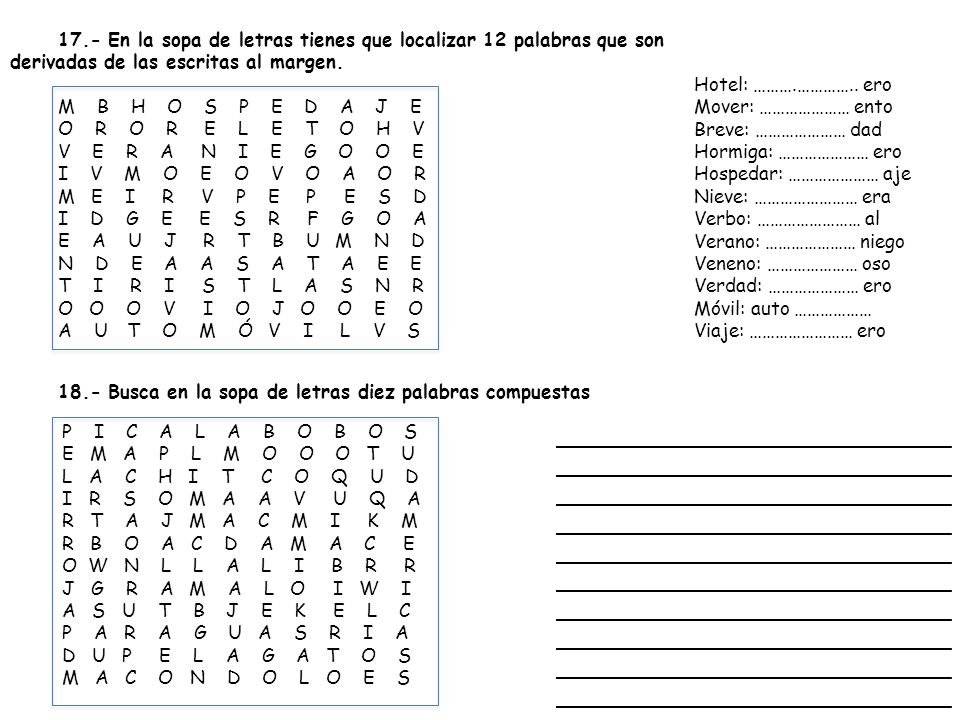 17.- En la sopa de letras tienes que localizar 12 palabras que son
derivadas de las escritas al margen.
M B H O S P E D A J E
O R O R E L E T O H V
V E R A N I E G O O E
I V M O E O V O A O R
M E I R V P E P E S D
I D G E E S R F G O A
E A U J R T B U M N D
N D E A A S A T A E E
T I R I S T L A S N R
O O O V I O J O O E O
A U T O M Ó V I L V S
Hotel: ……….………….. ero
Mover: ………………… ento
Breve: ………………… dad
Hormiga: ………………… ero
Hospedar: ………………… aje
Nieve: …………………… era
Verbo: …………………… al
Verano: ………………… niego
Veneno: ………………… oso
Verdad: ………………… ero
Móvil: auto ………………
Viaje: …………………… ero
18.- Busca en la sopa de letras diez palabras compuestas
P I C A L A B O B O S
E M A P L M O O O T U
L A C H I T C O Q U D
I R S O M A A V U Q A
R T A J M A C M I K M
R B O A C D A M A C E
O W N L L A L I B R R
J G R A M A L O I W I
A S U T B J E K E L C
P A R A G U A S R I A
D U P E L A G A T O S
M A C O N D O L O E S